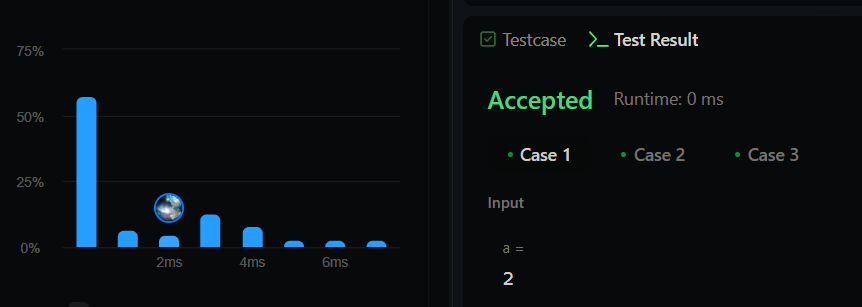 75%
50%
25%
0%
2ms 4ms 6ms
Testcase Test Result
Accepted Runtime: 0 ms
Case 1 Case 2 Case 3
Input
a =
2